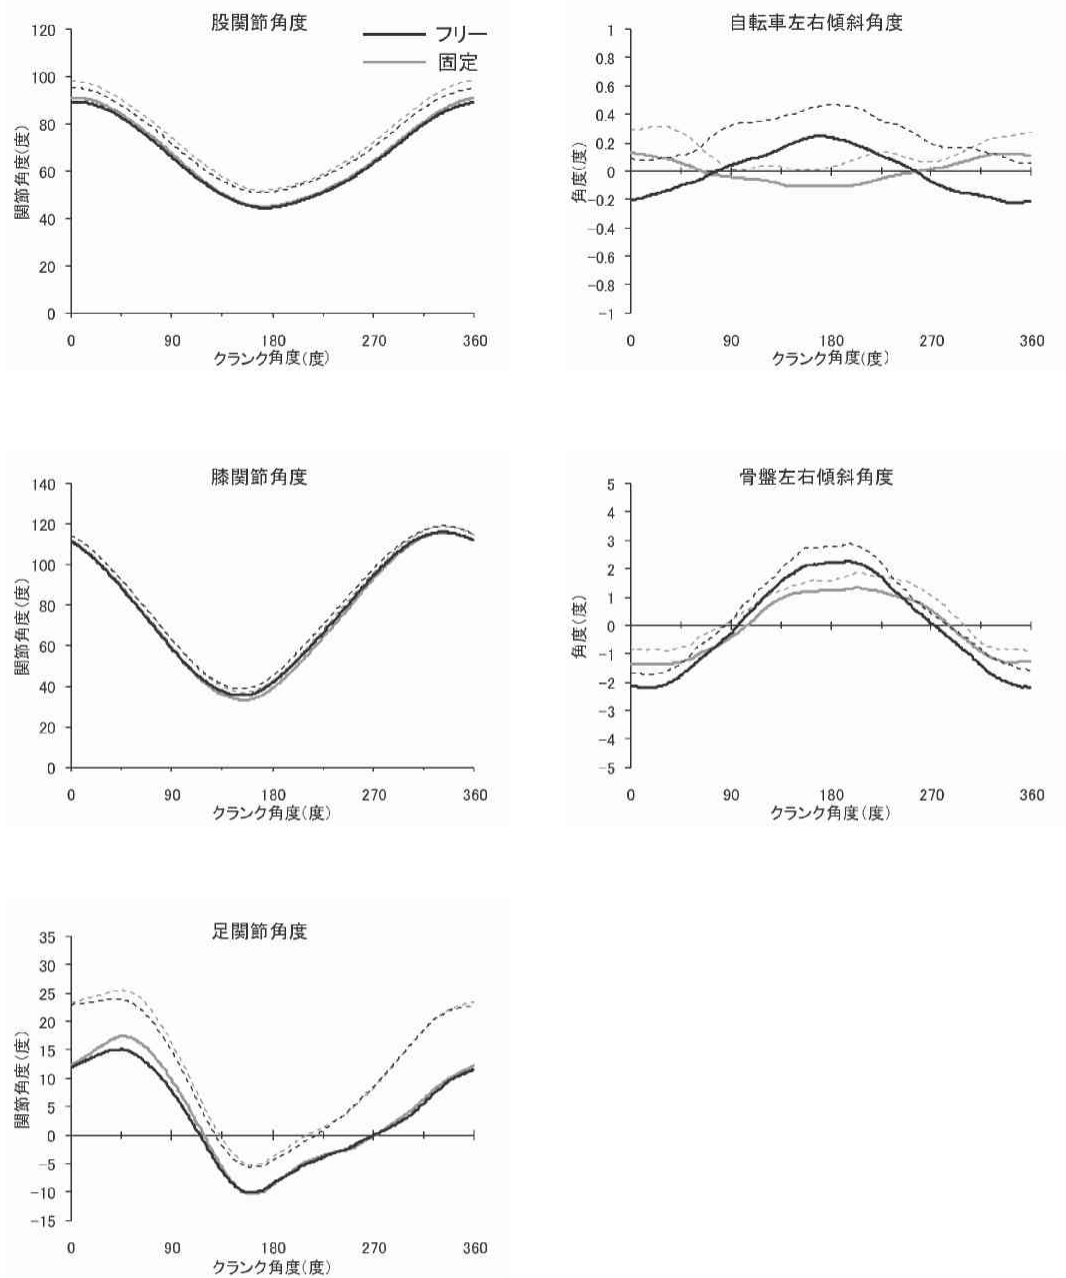 股関節角度
フリー
固定
120
100
80
60
40
20
0
関節角度(度)
0 90 180 270 360
クランク角度(度)
自転車左右傾斜角度
1
0.8
0.6
0.4
0.2
0
-0.2
-0.4
-0.6
-0.8
-1
角度(度)
0 90 180 270 360
クランク角度(度)
膝関節角度
140
120
100
80
60
40
20
0
関節角度(度)
0 90 180 270 360
クランク角度(度)
骨盤左右傾斜角度
5
4
3
2
1
0
-1
-2
-3
-4
-5
角度(度)
0 90 180 270 360
クランク角度(度)
足関節角度
35
30
25
20
15
10
5
0
-5
-10
-15
関節角度(度)
0 90 180 270 360
クランク角度(度)